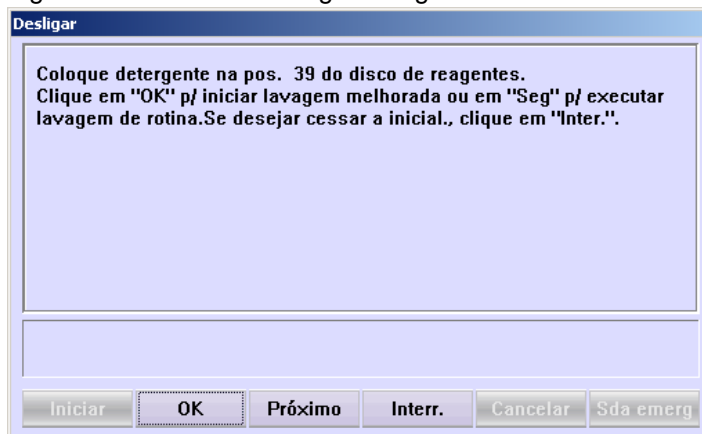 Desligar
Coloque detergente na pos. 39 do disco de reagentes.
Clique em "OK" p/ iniciar lavagem melhorada ou em "Seg" p/ executar
lavagem de rotina.Se desejar cessar a inicial., clique em "Inter.".
Iniciar OK Próximo Interr. Cancelar Sda emerg